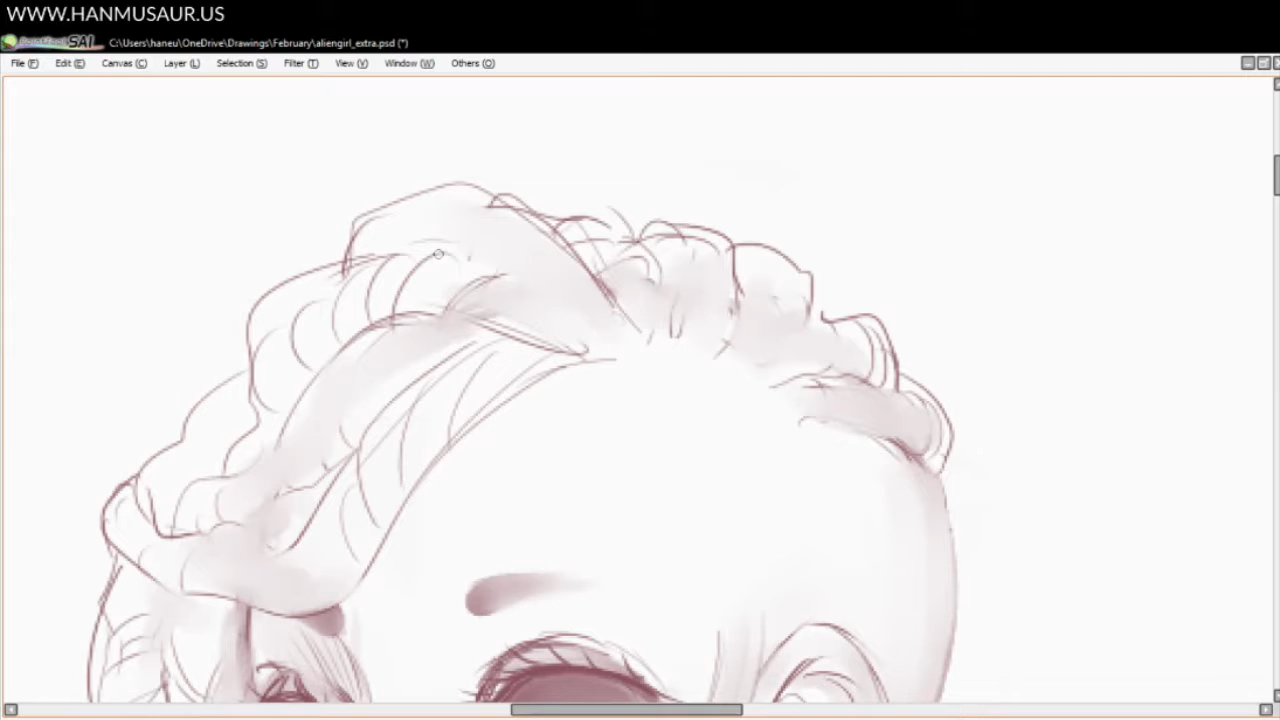 WWW.HANMUSAUR.US
PaintTool SAI C:\Users\haneu\OneDrive\Drawings\February\aliengirl_extra.psd (*)
File (F) Edit (E) Canvas (C) Layer (L) Selection (S) Filter (T) View (V) Window (W) Others (O)